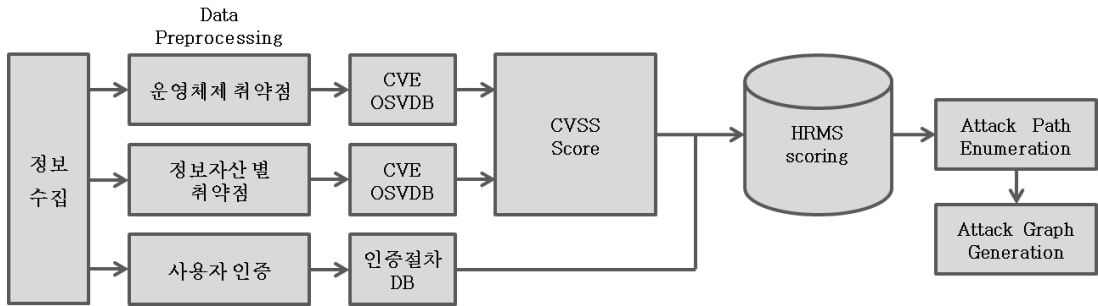 Data
Preprocessing
정보
수집
운영체제 취약점
CVE
OSVDB
정보자산 별
취약점
CVE
OSVDB
사용자 인증
인증절차
DB
CVSS
Score
HRMS
scoring
Attack Path
Enumeration
Attack Graph
Generation